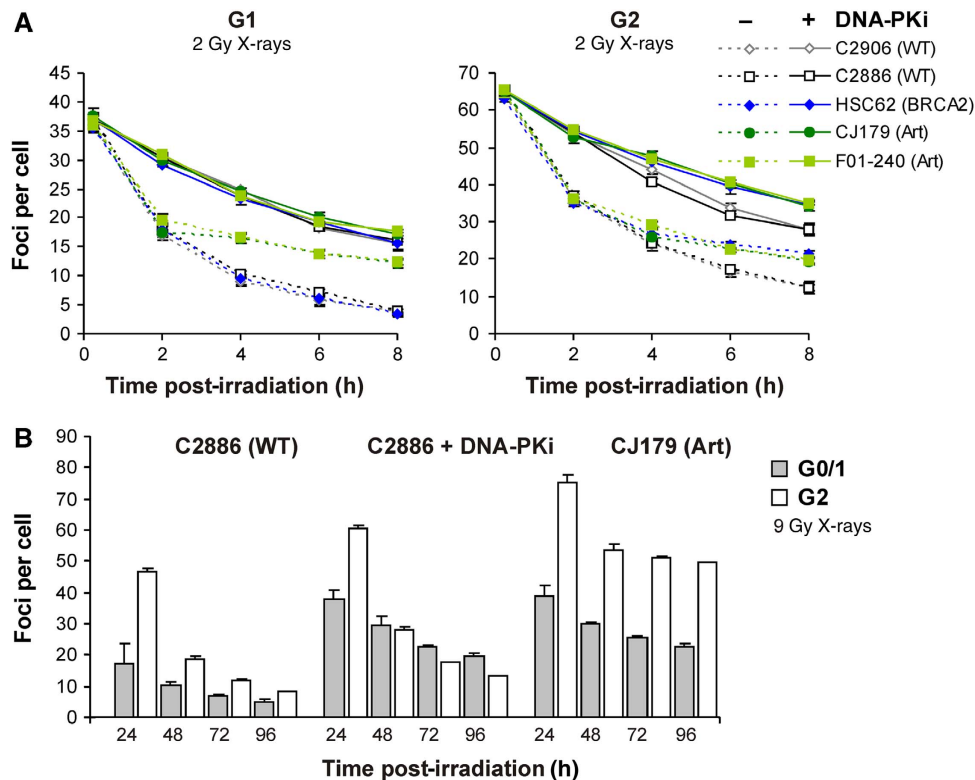 A
G1
2 Gy X-rays
G2
2 Gy X-rays
– + DNA-PKi
C2906 (WT)
C2886 (WT)
HSC62 (BRCA2)
CJ179 (Art)
F01-240 (Art)
Foci per cell
45
40
35
30
25
20
15
10
5
0
0 2 4 6 8
Time post-irradiation (h)
70
60
50
40
30
20
10
0
0 2 4 6 8
Time post-irradiation (h)
B
C2886 (WT)
C2886 + DNA-PKi
CJ179 (Art)
G0/1
G2
9 Gy X-rays
Foci per cell
90
80
70
60
50
40
30
20
10
0
24 48 72 96 24 48 72 96 24 48 72 96
Time post-irradiation (h)